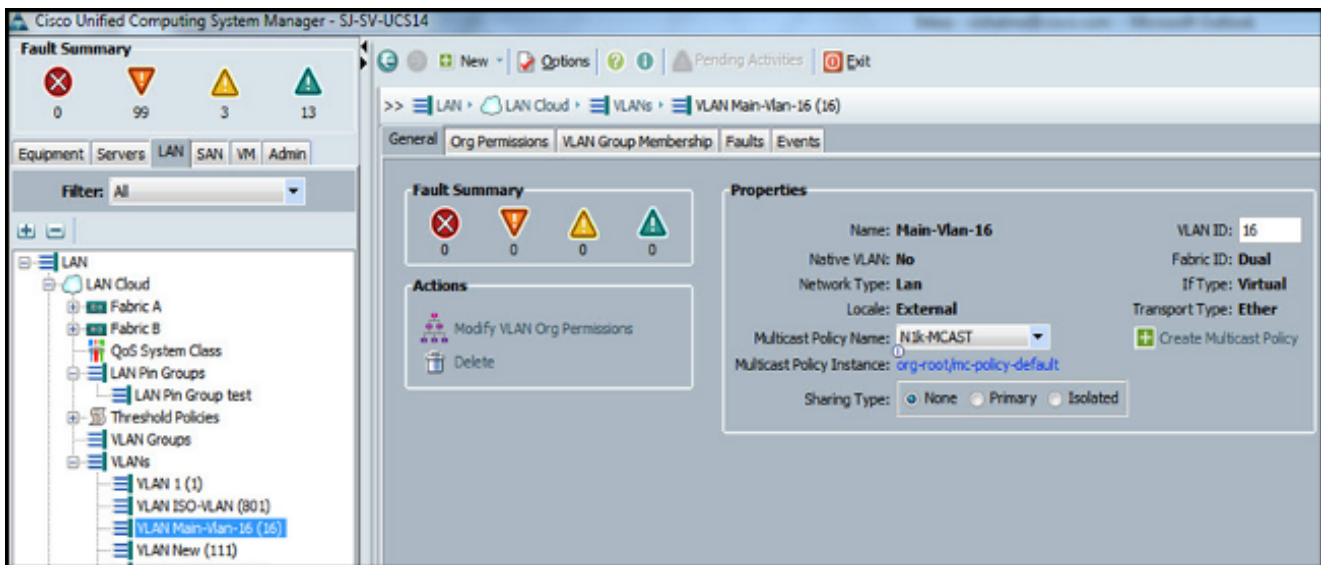 Cisco Unified Computing System Manager - SJ-SV-UCS14
Fault Summary
0 99 3 13
Equipment Servers LAN SAN VM Admin
Filter: All
LAN
LAN Cloud
Fabric A
Fabric B
QoS System Class
LAN Pin Groups
LAN Pin Group test
Threshold Policies
VLAN Groups
VLANs
VLAN 1 (1)
VLAN ISO-VLAN (801)
VLAN Main-Vlan-16 (16)
VLAN New (111)
New Options Pending Activities Exit
>> LAN LAN Cloud VLANs VLAN Main-Vlan-16 (16)
General Org Permissions VLAN Group Membership Faults Events
Fault Summary
0 0 0 0
Actions
Modify VLAN Org Permissions
Delete
Properties
Name: Main-Vlan-16 VLAN ID: 16
Native VLAN: No Fabric ID: Dual
Network Type: Lan If Type: Virtual
Locale: External Transport Type: Ether
Multicast Policy Name: N1k-MCAST Create Multicast Policy
Multicast Policy Instance: org-root/mc-policy-default
Sharing Type: None Primary Isolated